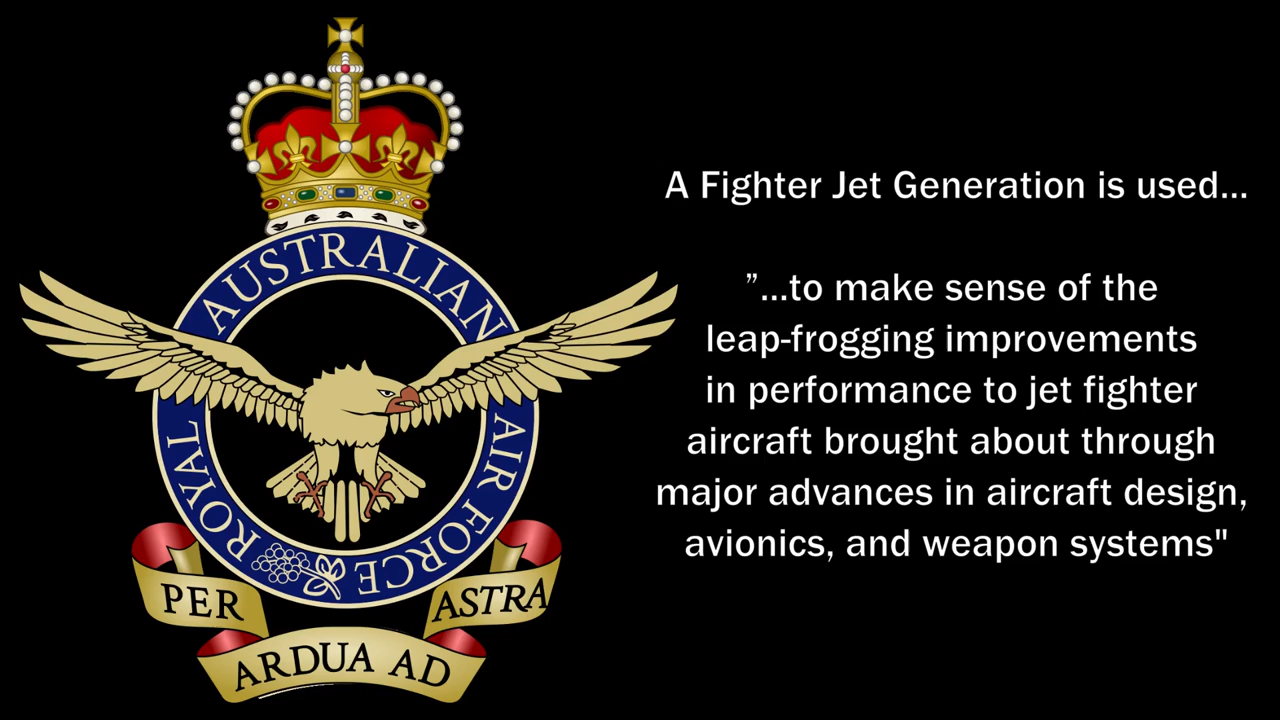 ROYAL AUSTRALIAN AIR FORCE
PER ARDUA AD ASTRA
A Fighter Jet Generation is used...
”...to make sense of the
leap-frogging improvements
in performance to jet fighter
aircraft brought about through
major advances in aircraft design,
avionics, and weapon systems"